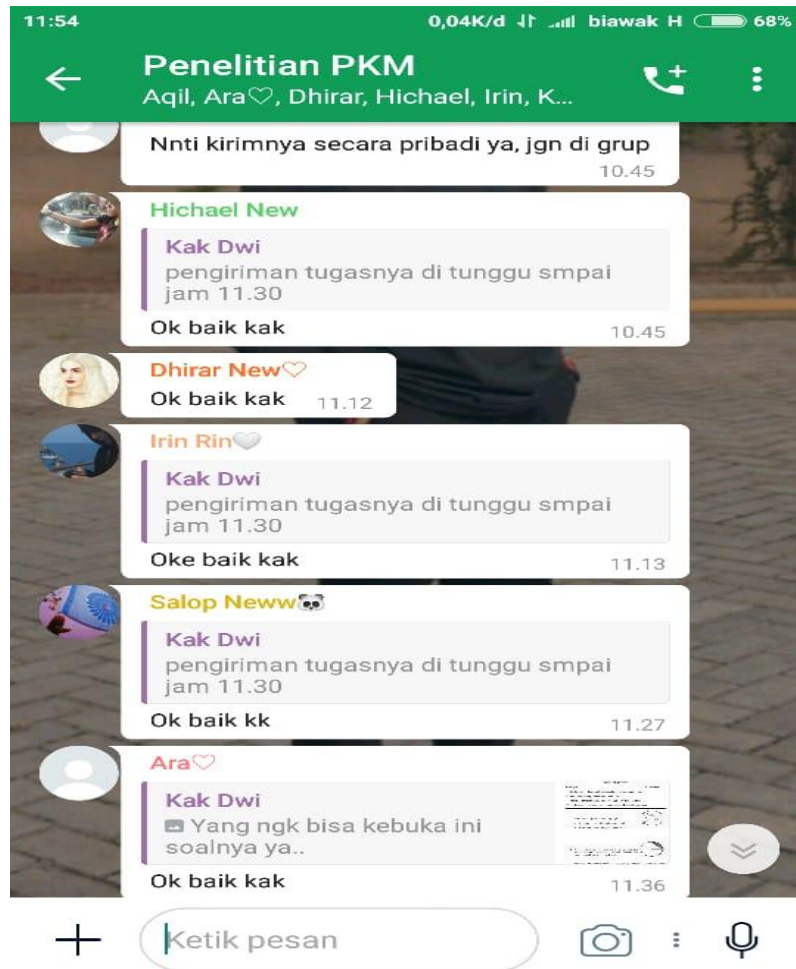 11:54
0,04K/d biawak H 68%
Penelitian PKM
Aqil, Ara♡, Dhirar, Hichael, Irin, K...
Nnti kirimnya secara pribadi ya, jgn di grup
10.45
Hichael New
Kak Dwi
pengiriman tugasnya di tunggu smpai
jam 11.30
Ok baik kak
10.45
Dhirar New♡
Ok baik kak 11.12
Irin Rin🤍
Kak Dwi
pengiriman tugasnya di tunggu smpai
jam 11.30
Oke baik kak
11.13
Salop Neww🐼
Kak Dwi
pengiriman tugasnya di tunggu smpai
jam 11.30
Ok baik kk
11.27
Ara♡
Kak Dwi
Yang ngk bisa kebuka ini
soalnya ya..
Ok baik kak
11.36
Ketik pesan